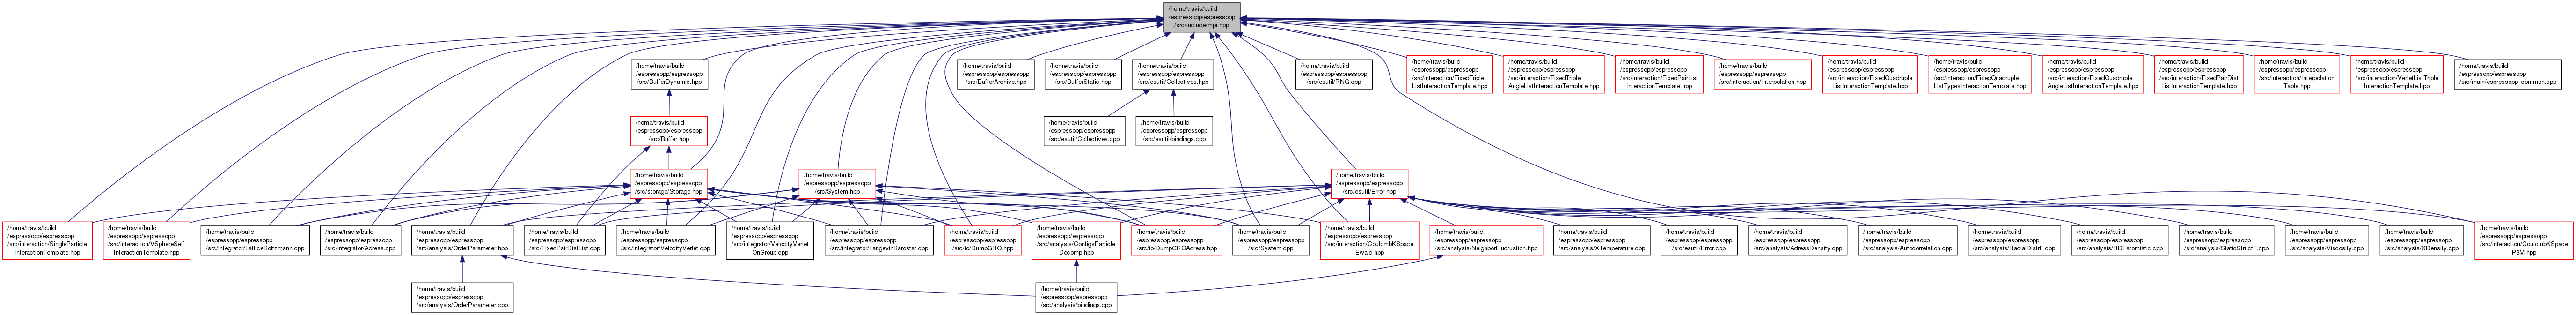 /home/travis/build
/espressopp/espressopp
/src/include/mpi.hpp
/home/travis/build
/espressopp/espressopp
/src/BufferDynamic.hpp
/home/travis/build
/espressopp/espressopp
/src/BufferArchive.hpp
/home/travis/build
/espressopp/espressopp
/src/BufferStatic.hpp
/home/travis/build
/espressopp/espressopp
/src/esutil/Collectives.hpp
/home/travis/build
/espressopp/espressopp
/src/esutil/RNG.cpp
/home/travis/build
/espressopp/espressopp
/src/interaction/FixedTriple
ListInteractionTemplate.hpp
/home/travis/build
/espressopp/espressopp
/src/interaction/FixedTriple
AngleListInteractionTemplate.hpp
/home/travis/build
/espressopp/espressopp
/src/interaction/FixedPairList
InteractionTemplate.hpp
/home/travis/build
/espressopp/espressopp
/src/interaction/Interpolation.hpp
/home/travis/build
/espressopp/espressopp
/src/interaction/FixedQuadruple
ListInteractionTemplate.hpp
/home/travis/build
/espressopp/espressopp
/src/interaction/FixedQuadruple
ListTypesInteractionTemplate.hpp
/home/travis/build
/espressopp/espressopp
/src/interaction/FixedQuadruple
AngleListInteractionTemplate.hpp
/home/travis/build
/espressopp/espressopp
/src/interaction/FixedPairDist
ListInteractionTemplate.hpp
/home/travis/build
/espressopp/espressopp
/src/interaction/Interpolation
Table.hpp
/home/travis/build
/espressopp/espressopp
/src/interaction/VerletListTriple
InteractionTemplate.hpp
/home/travis/build
/espressopp/espressopp
/src/main/espressopp_common.cpp
/home/travis/build
/espressopp/espressopp
/src/Buffer.hpp
/home/travis/build
/espressopp/espressopp
/src/esutil/Collectives.cpp
/home/travis/build
/espressopp/espressopp
/src/esutil/bindings.cpp
/home/travis/build
/espressopp/espressopp
/src/storage/Storage.hpp
/home/travis/build
/espressopp/espressopp
/src/System.hpp
/home/travis/build
/espressopp/espressopp
/src/esutil/Error.hpp
/home/travis/build
/espressopp/espressopp
/src/interaction/SingleParticle
InteractionTemplate.hpp
/home/travis/build
/espressopp/espressopp
/src/interaction/VSphereSelf
InteractionTemplate.hpp
/home/travis/build
/espressopp/espressopp
/src/integrator/LatticeBoltzmann.cpp
/home/travis/build
/espressopp/espressopp
/src/integrator/Adress.cpp
/home/travis/build
/espressopp/espressopp
/src/analysis/OrderParameter.hpp
/home/travis/build
/espressopp/espressopp
/src/FixedPairDistList.cpp
/home/travis/build
/espressopp/espressopp
/src/integrator/VelocityVerlet.cpp
/home/travis/build
/espressopp/espressopp
/src/integrator/VelocityVerlet
OnGroup.cpp
/home/travis/build
/espressopp/espressopp
/src/integrator/LangevinBarostat.cpp
/home/travis/build
/espressopp/espressopp
/src/io/DumpGRO.hpp
/home/travis/build
/espressopp/espressopp
/src/analysis/ConfigsParticle
Decomp.hpp
/home/travis/build
/espressopp/espressopp
/src/io/DumpGROAdress.hpp
/home/travis/build
/espressopp/espressopp
/src/System.cpp
/home/travis/build
/espressopp/espressopp
/src/interaction/CoulombKSpace
Ewald.hpp
/home/travis/build
/espressopp/espressopp
/src/analysis/NeighborFluctuation.hpp
/home/travis/build
/espressopp/espressopp
/src/analysis/XTemperature.cpp
/home/travis/build
/espressopp/espressopp
/src/esutil/Error.cpp
/home/travis/build
/espressopp/espressopp
/src/analysis/AdressDensity.cpp
/home/travis/build
/espressopp/espressopp
/src/analysis/Autocorrelation.cpp
/home/travis/build
/espressopp/espressopp
/src/analysis/RadialDistrF.cpp
/home/travis/build
/espressopp/espressopp
/src/analysis/RDFatomistic.cpp
/home/travis/build
/espressopp/espressopp
/src/analysis/StaticStructF.cpp
/home/travis/build
/espressopp/espressopp
/src/analysis/Viscosity.cpp
/home/travis/build
/espressopp/espressopp
/src/analysis/XDensity.cpp
/home/travis/build
/espressopp/espressopp
/src/interaction/CoulombKSpace
P3M.hpp
/home/travis/build
/espressopp/espressopp
/src/analysis/OrderParameter.cpp
/home/travis/build
/espressopp/espressopp
/src/analysis/bindings.cpp